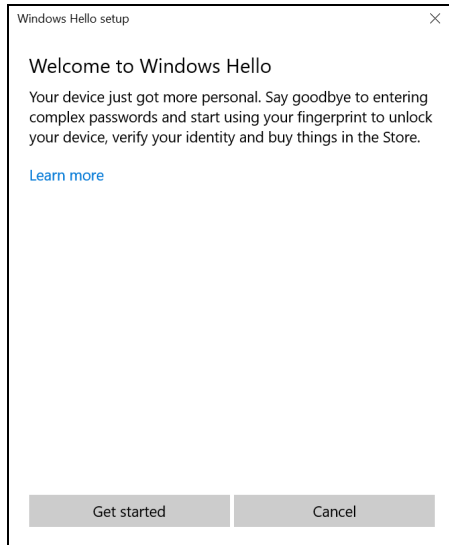 Windows Hello setup
Welcome to Windows Hello
Your device just got more personal. Say goodbye to entering
complex passwords and start using your fingerprint to unlock
your device, verify your identity and buy things in the Store.
Learn more
Get started
Cancel